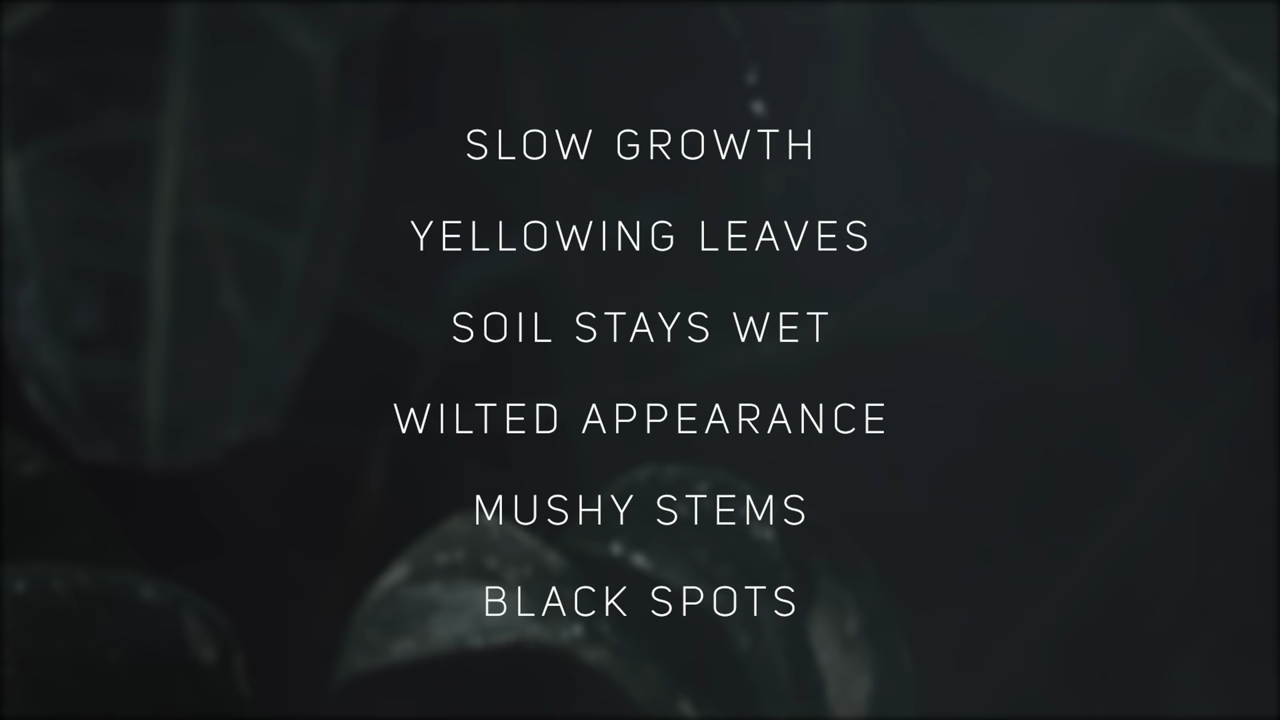 SLOW GROWTH
YELLOWING LEAVES
SOIL STAYS WET
WILTED APPEARANCE
MUSHY STEMS
BLACK SPOTS